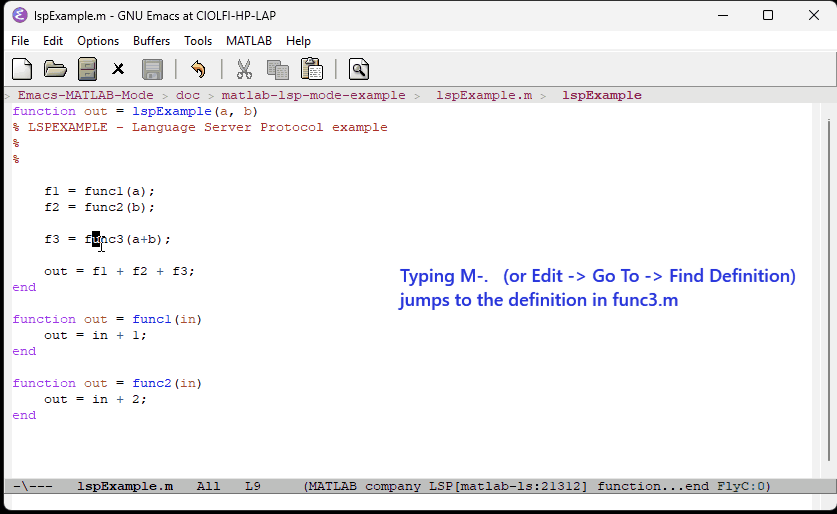 lspExample.m - GNU Emacs at CIOLFI-HP-LAP
File Edit Options Buffers Tools MATLAB Help
> Emacs-MATLAB-Mode > doc > matlab-lsp-mode-example > lspExample.m > lspExample
function out = lspExample(a, b)
% LSPEXAMPLE - Language Server Protocol example
%
%
f1 = func1(a);
f2 = func2(b);
f3 = func3(a+b);
out = f1 + f2 + f3;
end
Typing M-. (or Edit -> Go To -> Find Definition)
jumps to the definition in func3.m
function out = func1(in)
out = in + 1;
end
function out = func2(in)
out = in + 2;
end
-\--- lspExample.m All L9 (MATLAB company LSP[matlab-ls:21312] function...end FlyC:0)